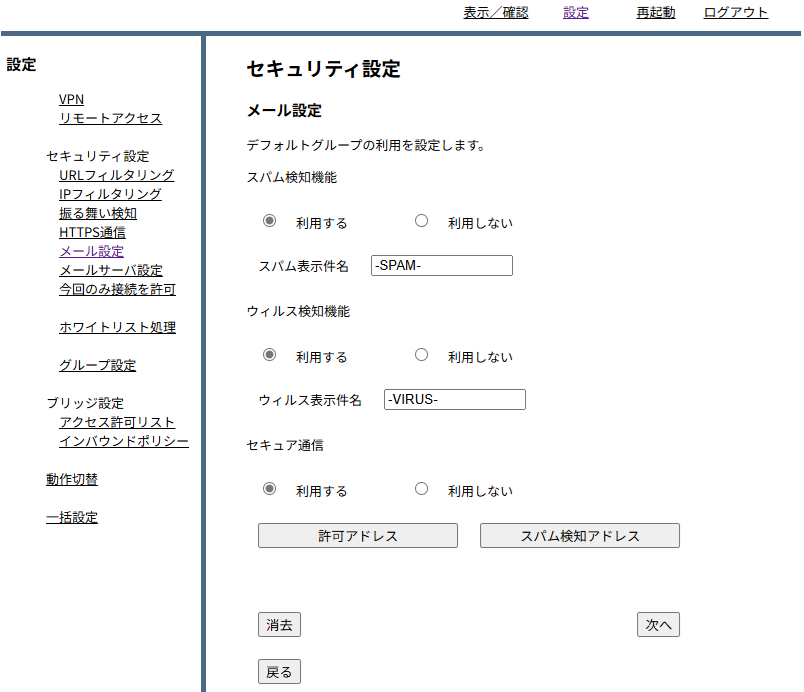 表示／確認 設定 再起動 ログアウト
設定
VPN
リモートアクセス
セキュリティ設定
URLフィルタリング
IPフィルタリング
振る舞い検知
HTTPS通信
メール設定
メールサーバ設定
今回のみ接続を許可
ホワイトリスト処理
グループ設定
ブリッジ設定
アクセス許可リスト
インバウンドポリシー
動作切替
一括設定
セキュリティ設定
メール設定
デフォルトグループの利用を設定します。
スパム検知機能
利用する 利用しない
スパム表示件名 -SPAM-
ウィルス検知機能
利用する 利用しない
ウィルス表示件名 -VIRUS-
セキュア通信
利用する 利用しない
許可アドレス スパム検知アドレス
消去 次へ
戻る